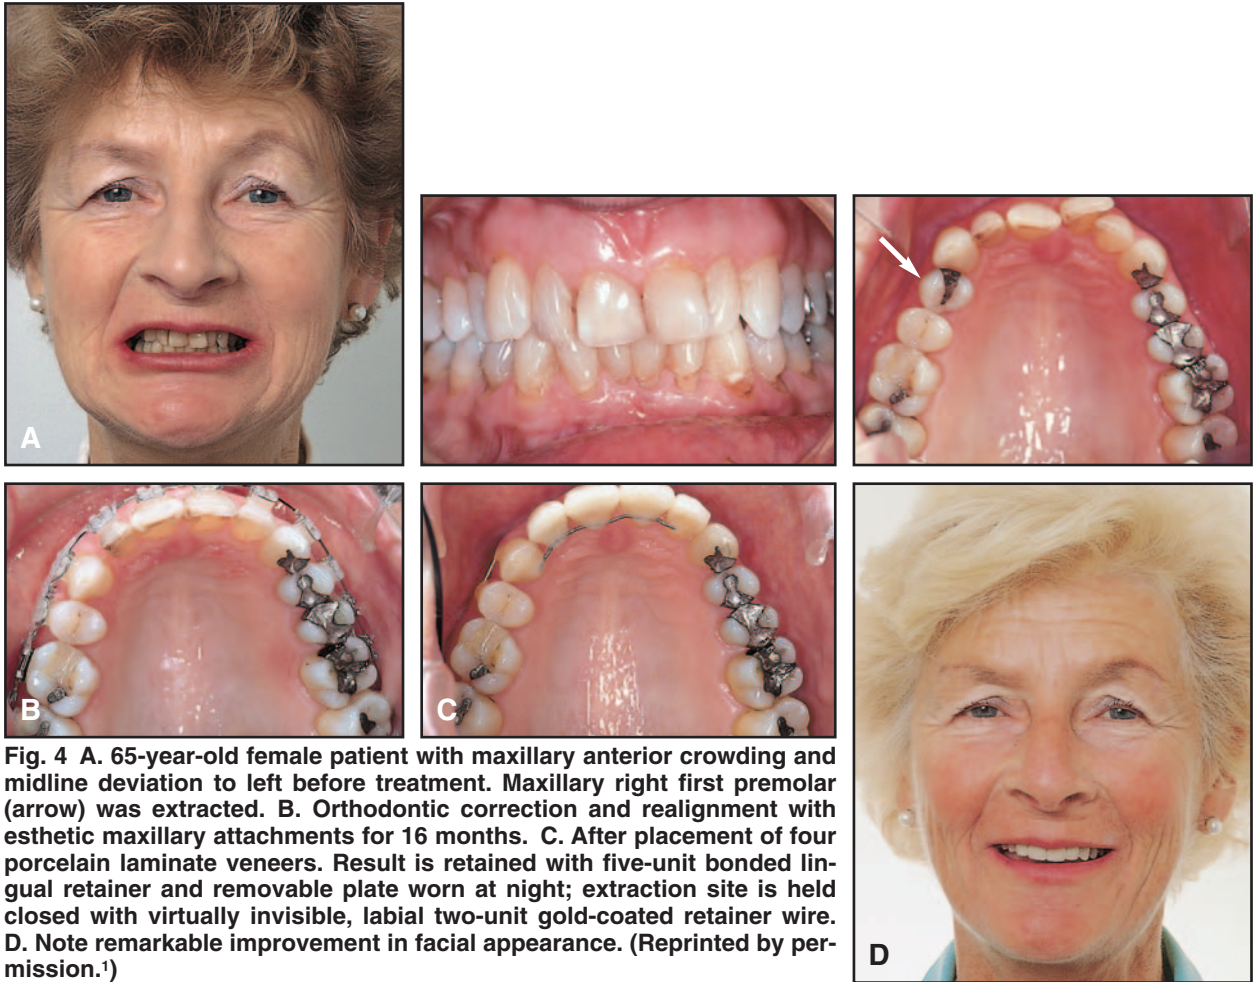 A
B
C
Fig. 4 A. 65-year-old female patient with maxillary anterior crowding and
midline deviation to left before treatment. Maxillary right first premolar
(arrow) was extracted. B. Orthodontic correction and realignment with
esthetic maxillary attachments for 16 months. C. After placement of four
porcelain laminate veneers. Result is retained with five-unit bonded lin-
gual retainer and removable plate worn at night; extraction site is held
closed with virtually invisible, labial two-unit gold-coated retainer wire.
D. Note remarkable improvement in facial appearance. (Reprinted by per-
mission.¹)
D